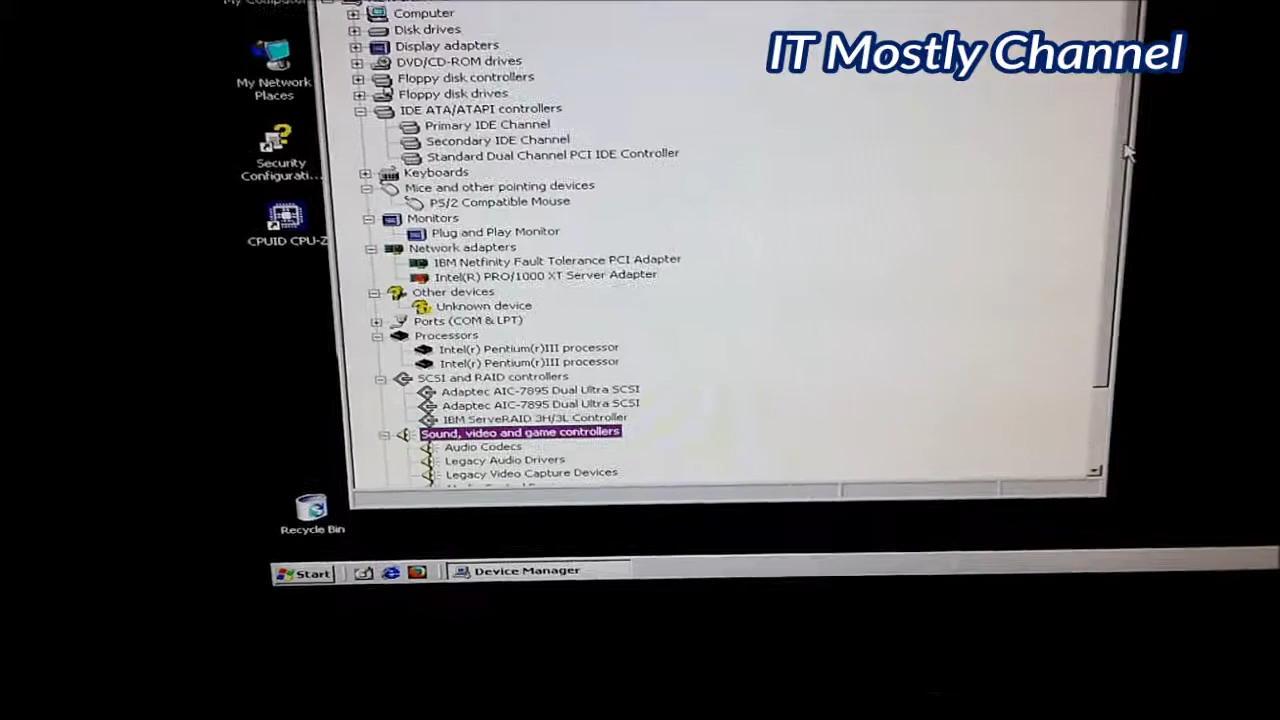 My Computer
Computer
IT Mostly Channel
Disk drives
Display adapters
DVD/CD-ROM drives
My Network
Places
Floppy disk controllers
Floppy disk drives
IDE ATA/ATAPI controllers
Primary IDE Channel
Secondary IDE Channel
Standard Dual Channel PCI IDE Controller
Security
Configurati...
Keyboards
Mice and other pointing devices
PS/2 Compatible Mouse
Monitors
Plug and Play Monitor
CPUID CPU-Z
Network adapters
IBM Netfinity Fault Tolerance PCI Adapter
Intel(R) PRO/1000 XT Server Adapter
Other devices
Unknown device
Ports (COM & LPT)
Processors
Intel(r) Pentium(r)III processor
Intel(r) Pentium(r)III processor
SCSI and RAID controllers
Adaptec AIC-7895 Dual Ultra SCSI
Adaptec AIC-7895 Dual Ultra SCSI
IBM ServeRAID 3H/3L Controller
Sound, video and game controllers
Audio Codecs
Legacy Audio Drivers
Legacy Video Capture Devices
Recycle Bin
Start
Device Manager